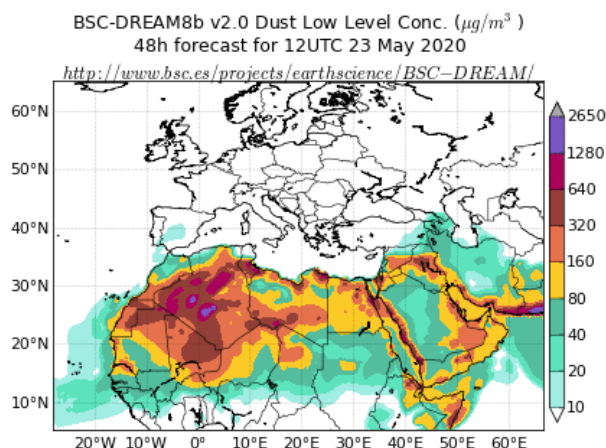 BSC-DREAM8b v2.0 Dust Low Level Conc. (μg/m³ )
48h forecast for 12UTC 23 May 2020
http://www.bsc.es/projects/earthscience/BSC−DREAM/
60°N
50°N
40°N
30°N
20°N
10°N
20°W 10°W 0° 10°E 20°E 30°E 40°E 50°E 60°E
2650
1280
640
320
160
80
40
20
10